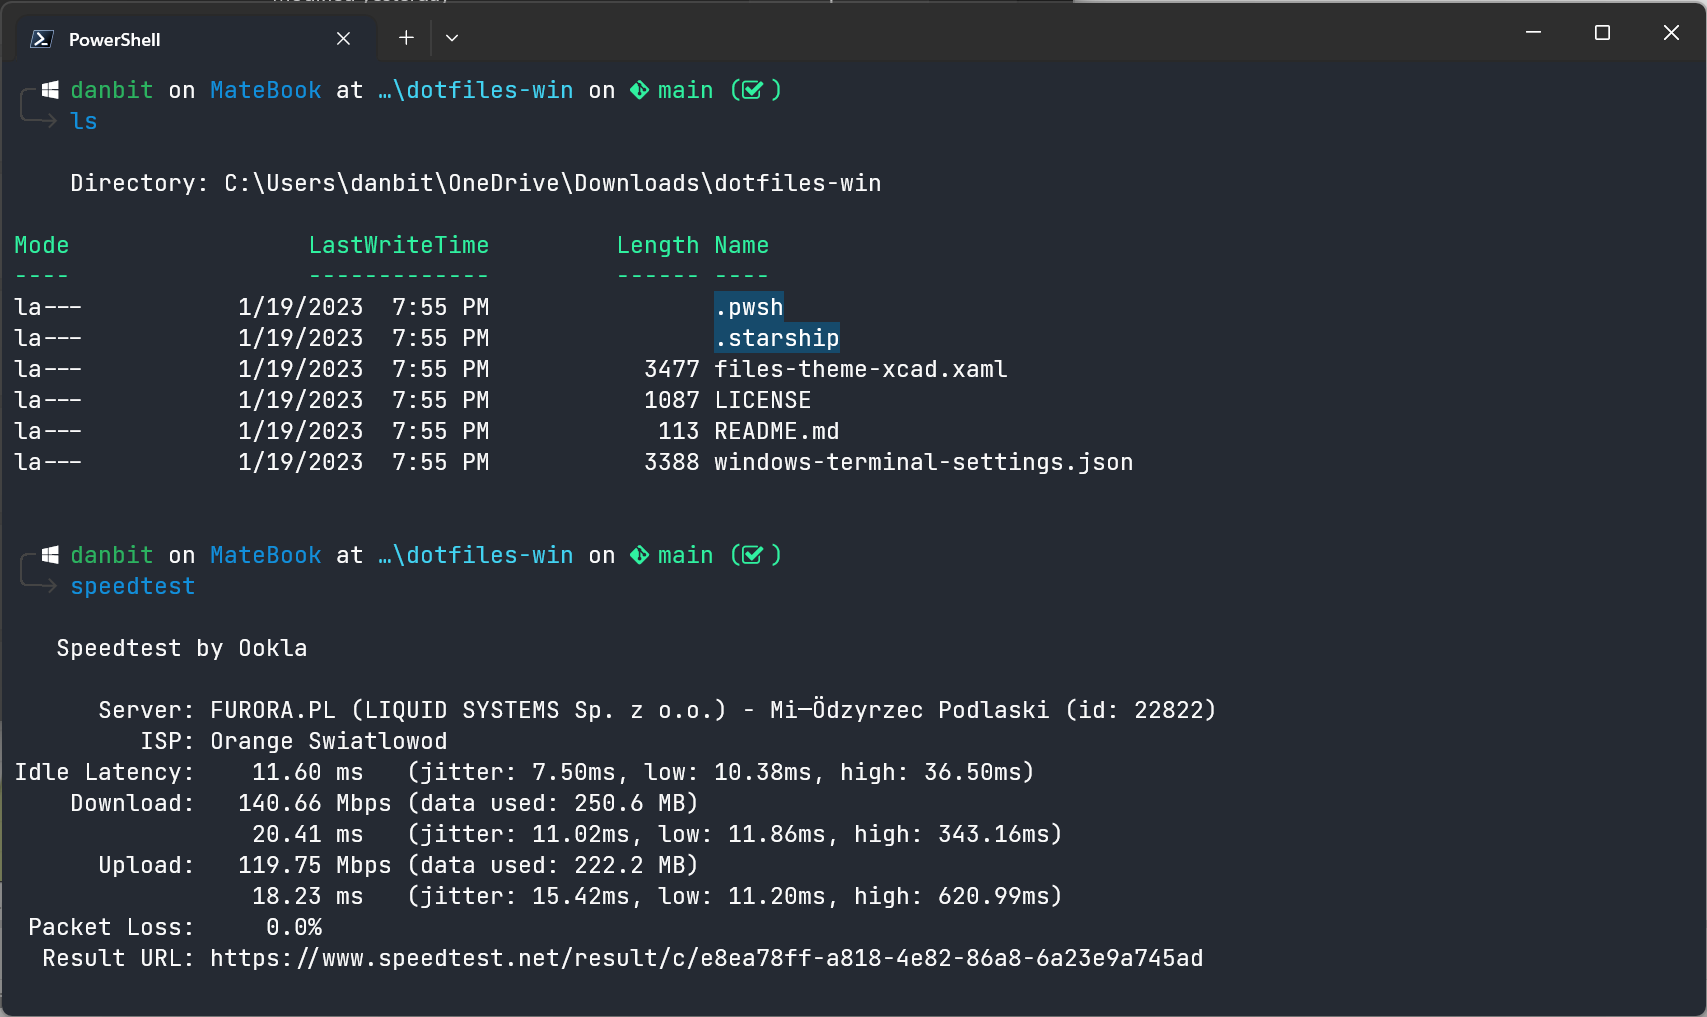 PowerShell
danbit on MateBook at …\dotfiles-win on main ( )
ls
Directory: C:\Users\danbit\OneDrive\Downloads\dotfiles-win
Mode LastWriteTime Length Name
---- ------------- ------ ----
la--- 1/19/2023 7:55 PM .pwsh
la--- 1/19/2023 7:55 PM .starship
la--- 1/19/2023 7:55 PM 3477 files-theme-xcad.xaml
la--- 1/19/2023 7:55 PM 1087 LICENSE
la--- 1/19/2023 7:55 PM 113 README.md
la--- 1/19/2023 7:55 PM 3388 windows-terminal-settings.json
danbit on MateBook at …\dotfiles-win on main ( )
speedtest
Speedtest by Ookla
Server: FURORA.PL (LIQUID SYSTEMS Sp. z o.o.) - Mi─Ödzyrzec Podlaski (id: 22822)
ISP: Orange Swiatlowod
Idle Latency: 11.60 ms (jitter: 7.50ms, low: 10.38ms, high: 36.50ms)
Download: 140.66 Mbps (data used: 250.6 MB)
20.41 ms (jitter: 11.02ms, low: 11.86ms, high: 343.16ms)
Upload: 119.75 Mbps (data used: 222.2 MB)
18.23 ms (jitter: 15.42ms, low: 11.20ms, high: 620.99ms)
Packet Loss: 0.0%
Result URL: https://www.speedtest.net/result/c/e8ea78ff-a818-4e82-86a8-6a23e9a745ad